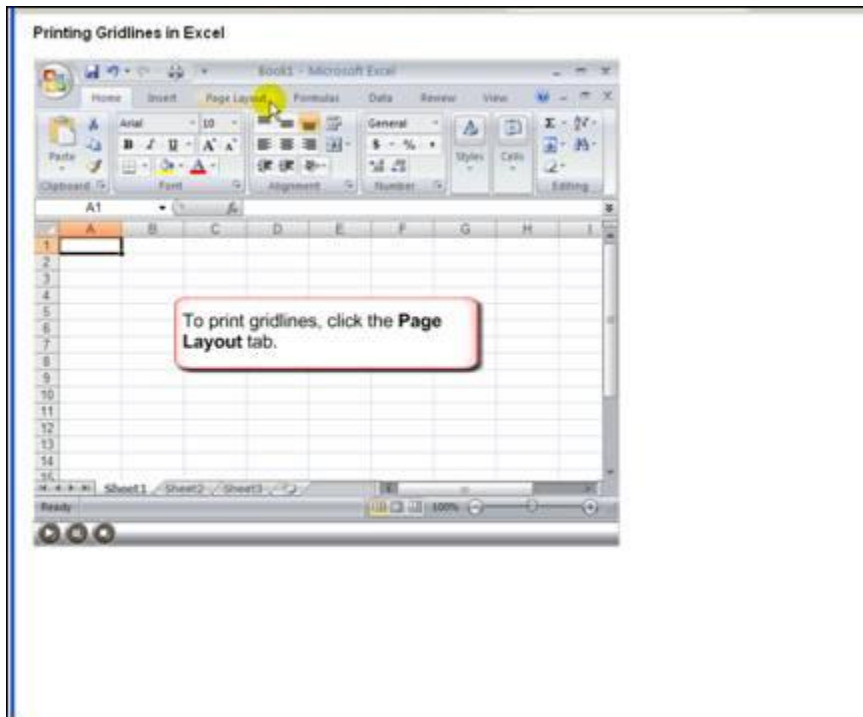 Printing Gridlines in Excel
Book1 - Microsoft Excel
Home Insert Page Layout Formulas Data Review View
Arial 10 General
B I U A A $ - % ,
Paste Styles Cells
Clipboard Font Alignment Number Editing
A1
A B C D E F G H I
1
2
3
4
5
6
7
8
9
10
11
12
13
14
15
To print gridlines, click the Page
Layout tab.
Sheet1 Sheet2 Sheet3
Ready 100%